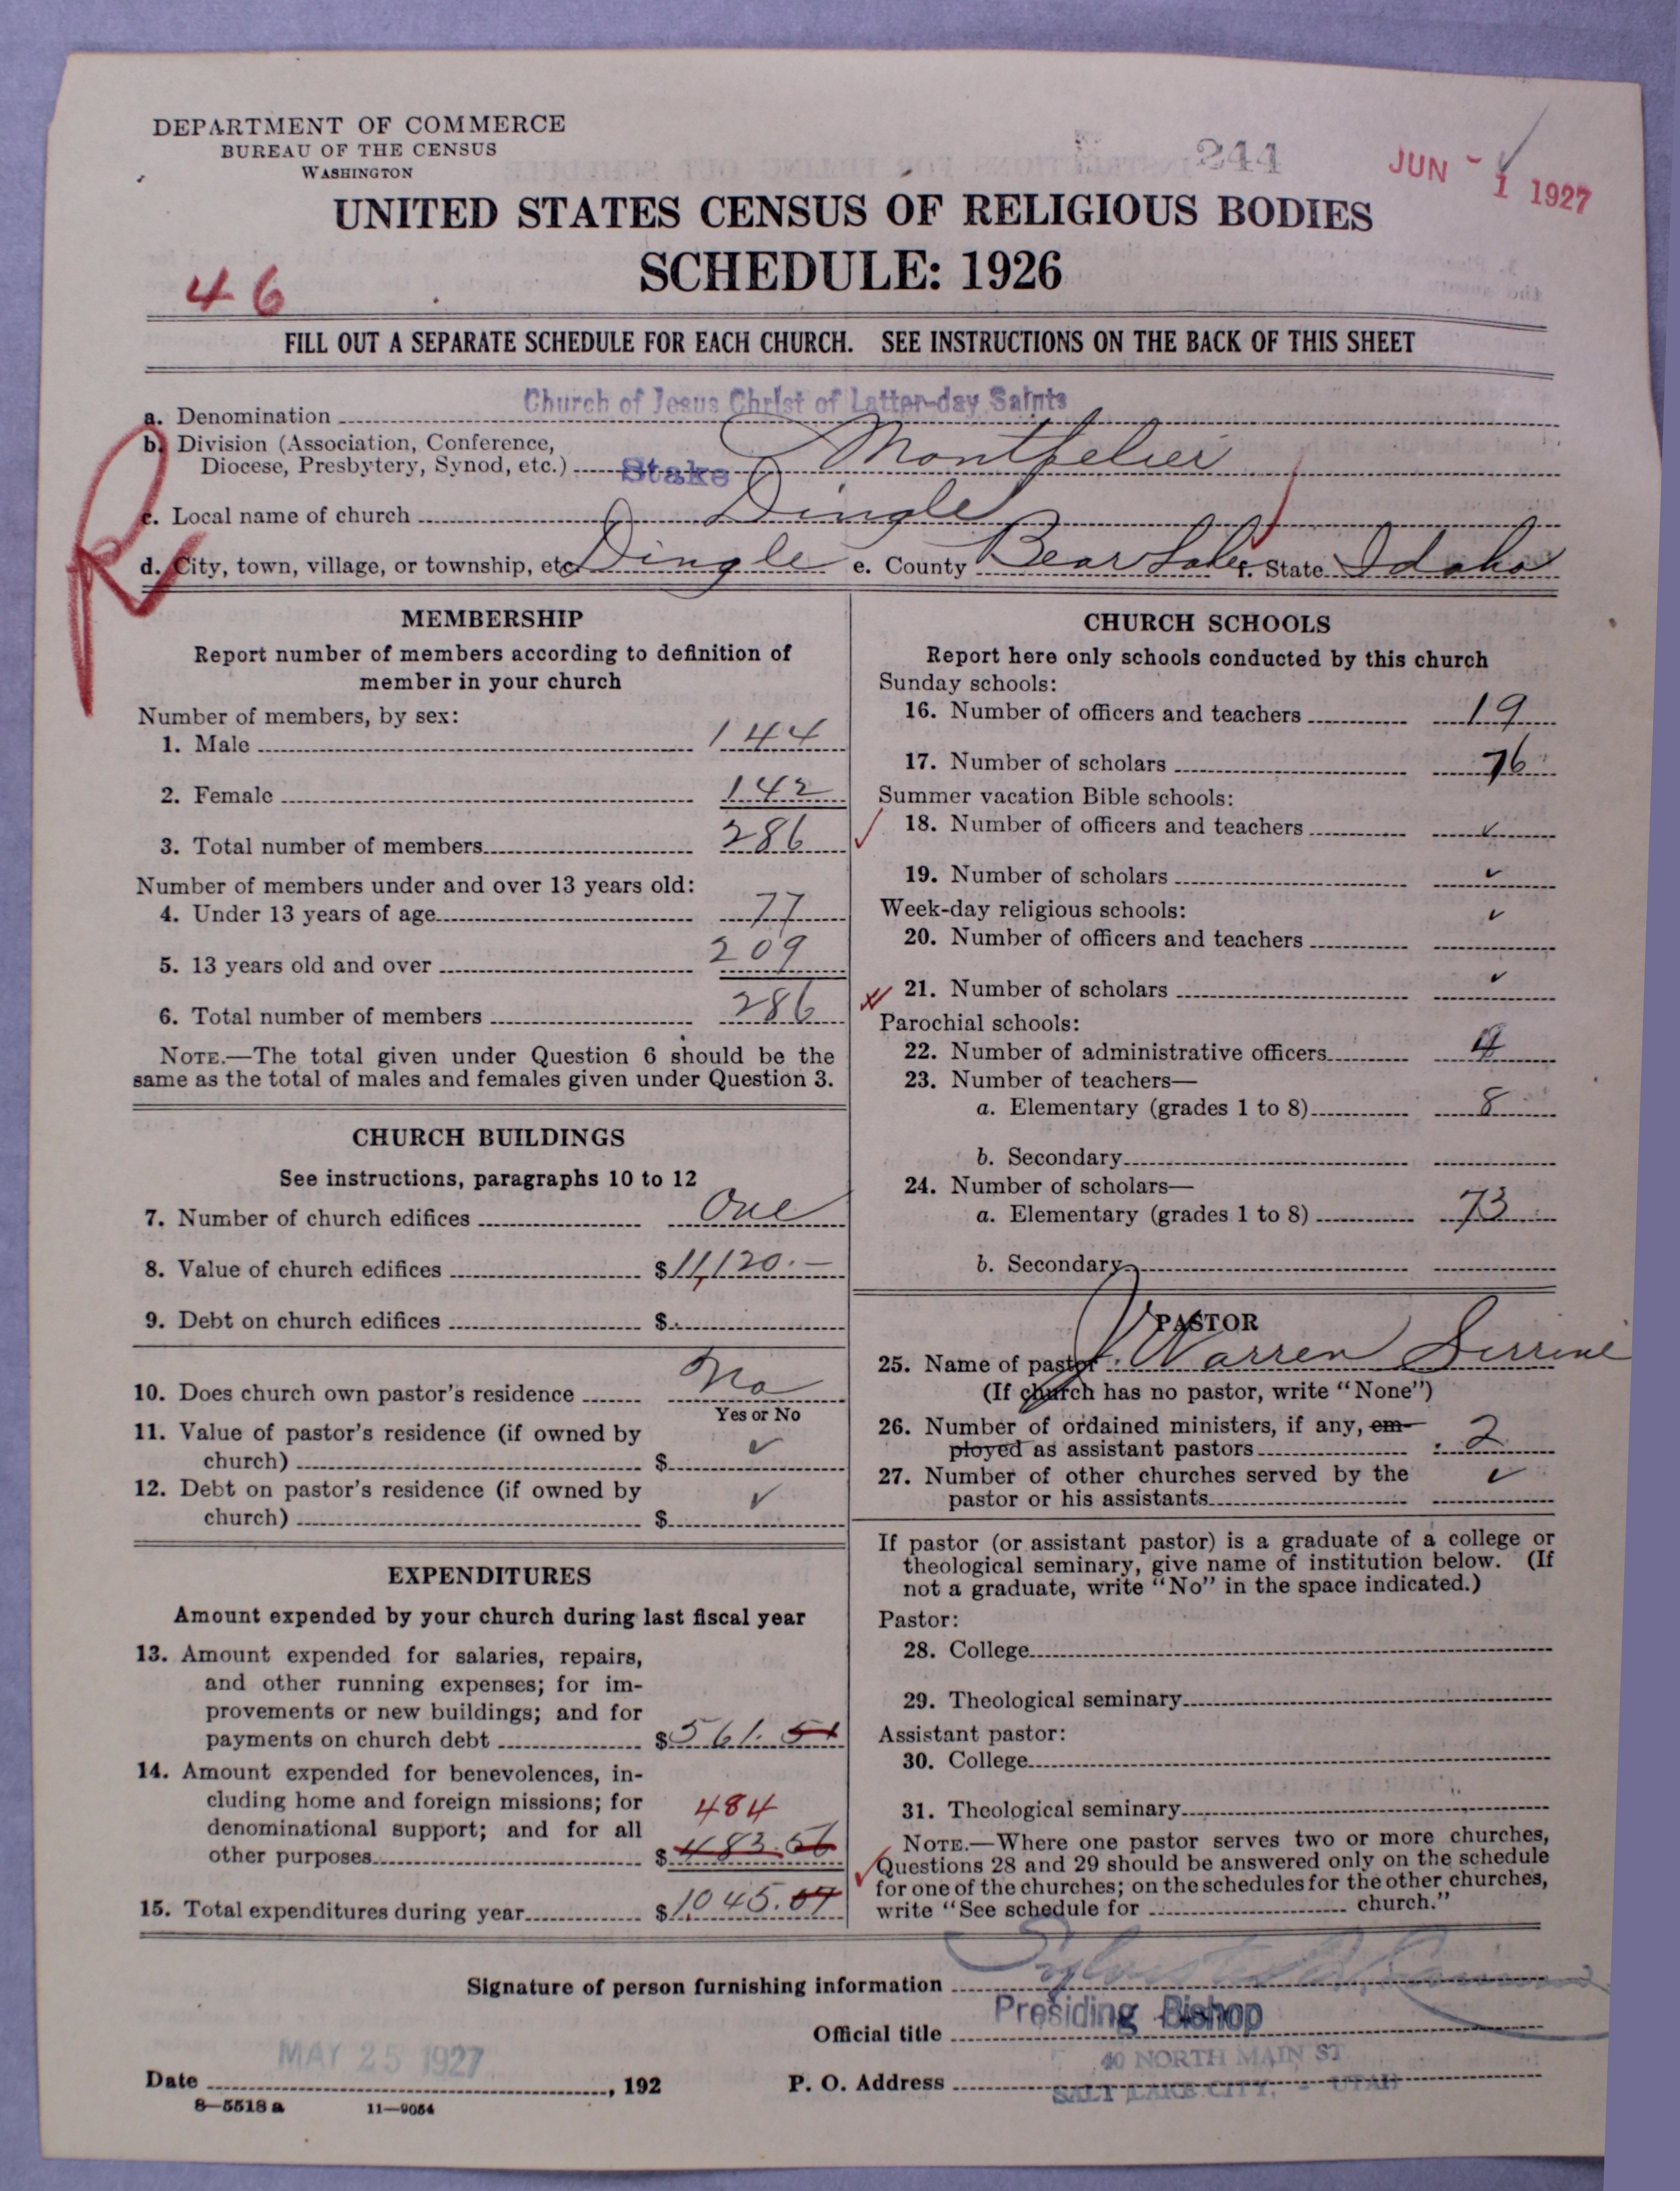 DEPARTMENT OF COMMERCE
BUREAU OF THE CENSUS
WASHINGTON
244
JUN - 1 1927
UNITED STATES CENSUS OF RELIGIOUS BODIES
SCHEDULE: 1926
46
FILL OUT A SEPARATE SCHEDULE FOR EACH CHURCH. SEE INSTRUCTIONS ON THE BACK OF THIS SHEET
a. Denomination Church of Jesus Christ of Latter-day Saints
b. Division (Association, Conference,
Diocese, Presbytery, Synod, etc.) Stake Montpelier
c. Local name of church Dingle
d. City, town, village, or township, etc. Dingle e. County Bear Lake f. State Idaho
R
MEMBERSHIP
Report number of members according to definition of
member in your church
Number of members, by sex:
1. Male 144
2. Female 142
3. Total number of members 286
Number of members under and over 13 years old:
4. Under 13 years of age 77
5. 13 years old and over 209
6. Total number of members 286
NOTE.—The total given under Question 6 should be the
same as the total of males and females given under Question 3.
CHURCH BUILDINGS
See instructions, paragraphs 10 to 12
7. Number of church edifices One
8. Value of church edifices $11,120.—
9. Debt on church edifices $
10. Does church own pastor's residence No
Yes or No
11. Value of pastor's residence (if owned by
church) $ ✓
12. Debt on pastor's residence (if owned by
church) $ ✓
EXPENDITURES
Amount expended by your church during last fiscal year
13. Amount expended for salaries, repairs,
and other running expenses; for im-
provements or new buildings; and for
payments on church debt $561.51
14. Amount expended for benevolences, in-
cluding home and foreign missions; for
denominational support; and for all
other purposes 484 $483.56
15. Total expenditures during year $1,045.07
CHURCH SCHOOLS
Report here only schools conducted by this church
Sunday schools:
16. Number of officers and teachers 19
17. Number of scholars 76
Summer vacation Bible schools:
18. Number of officers and teachers ✓
19. Number of scholars ✓
Week-day religious schools:
20. Number of officers and teachers ✓
21. Number of scholars ✓
Parochial schools:
22. Number of administrative officers 4
23. Number of teachers—
a. Elementary (grades 1 to 8) 8
b. Secondary
24. Number of scholars—
a. Elementary (grades 1 to 8) 73
b. Secondary
PASTOR
25. Name of pastor J. Warren Sirrine
(If church has no pastor, write "None")
26. Number of ordained ministers, if any, em-
ployed as assistant pastors 2
27. Number of other churches served by the
pastor or his assistants ✓
If pastor (or assistant pastor) is a graduate of a college or
theological seminary, give name of institution below. (If
not a graduate, write "No" in the space indicated.)
Pastor:
28. College
29. Theological seminary
Assistant pastor:
30. College
31. Theological seminary
NOTE.—Where one pastor serves two or more churches,
Questions 28 and 29 should be answered only on the schedule
for one of the churches; on the schedules for the other churches,
write "See schedule for church."
Signature of person furnishing information Sylvester Q. Cannon
Official title Presiding Bishop
Date MAY 25 1927, 192
P. O. Address 40 NORTH MAIN ST.
SALT LAKE CITY, - UTAH
8—5518 a 11—9054